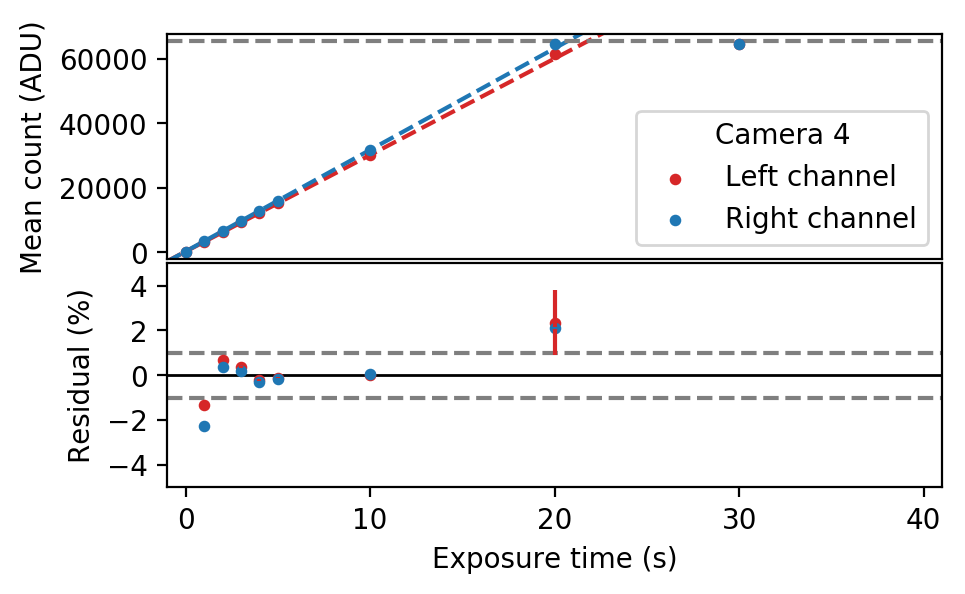 Mean count (ADU)
60000
40000
20000
0
Camera 4
Left channel
Right channel
Residual (%)
4
2
0
−2
−4
0 10 20 30 40
Exposure time (s)